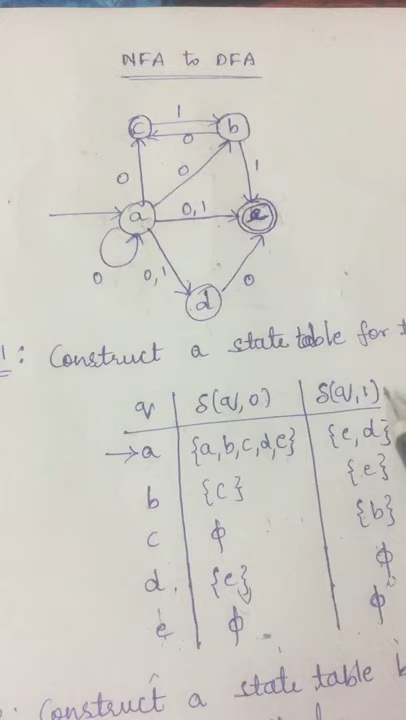 NFA to DFA
c 1 b
0
0 0 1
a 0,1 e
0 0,1 0
d
1: Construct a state table for t
q δ(q,0) δ(q,1)
→a {a,b,c,d,e} {e,d}
b {c} {e}
c ϕ {b}
d {e} ϕ
e ϕ ϕ
: Construct a state table b